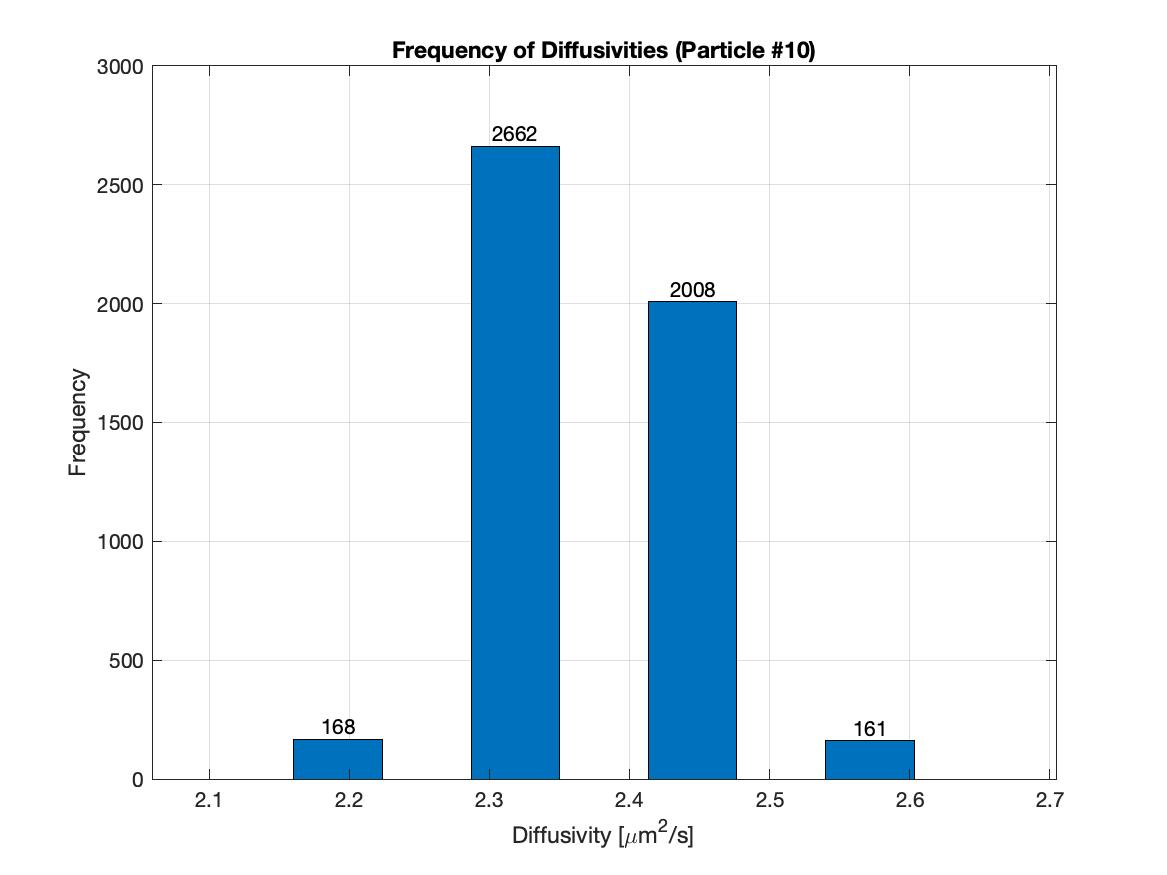 Frequency of Diffusivities (Particle #10)
3000
2500
2000
1500
1000
500
0
Frequency
2662
2008
168
161
2.1 2.2 2.3 2.4 2.5 2.6 2.7
Diffusivity [μm²/s]